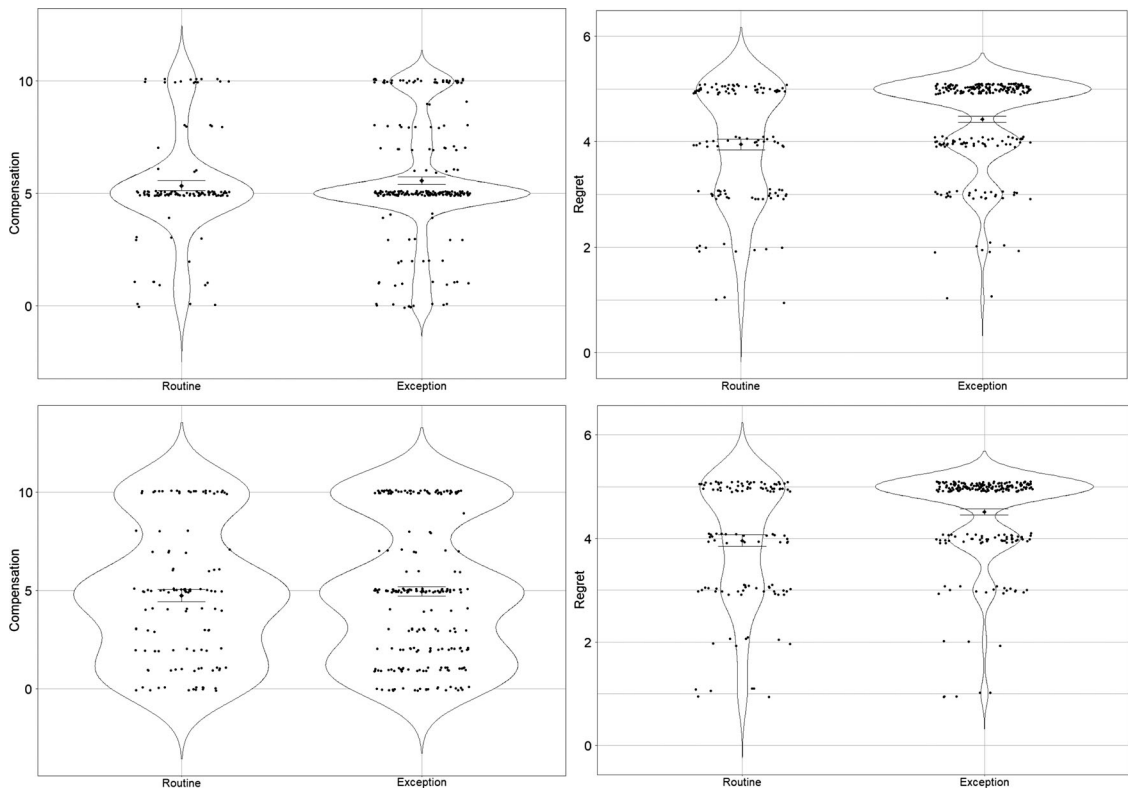 Compensation
10
5
0
Routine
Exception
Regret
6
4
2
0
Routine
Exception
Compensation
10
5
0
Routine
Exception
Regret
6
4
2
0
Routine
Exception